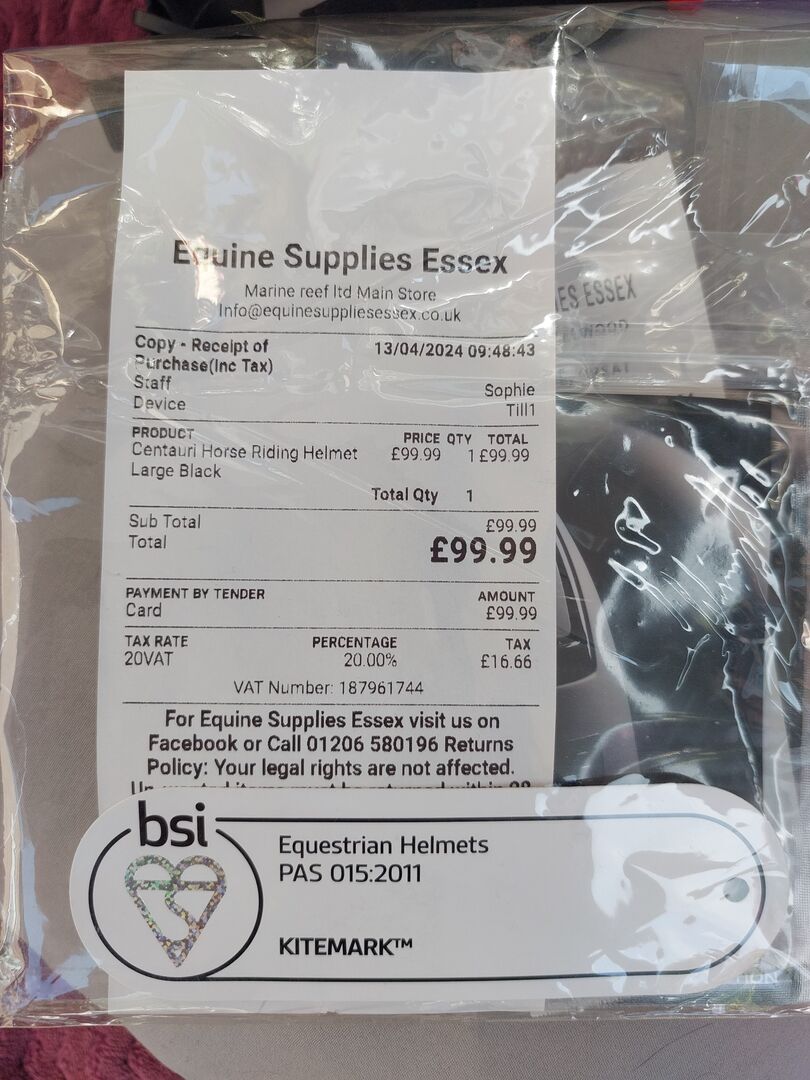 Equine Supplies Essex
Marine reef ltd Main Store
Info@equinesuppliesessex.co.uk
Copy - Receipt of Purchase(Inc Tax) 13/04/2024 09:48:43
Staff Sophie
Device Till1
PRODUCT PRICE QTY TOTAL
Centauri Horse Riding Helmet £99.99 1 £99.99
Large Black
Total Qty 1
Sub Total £99.99
Total £99.99
PAYMENT BY TENDER AMOUNT
Card £99.99
TAX RATE PERCENTAGE TAX
20VAT 20.00% £16.66
VAT Number: 187961744
For Equine Supplies Essex visit us on
Facebook or Call 01206 580196 Returns
Policy: Your legal rights are not affected.
ES ESSEX
bsi
Equestrian Helmets
PAS 015:2011
KITEMARK™